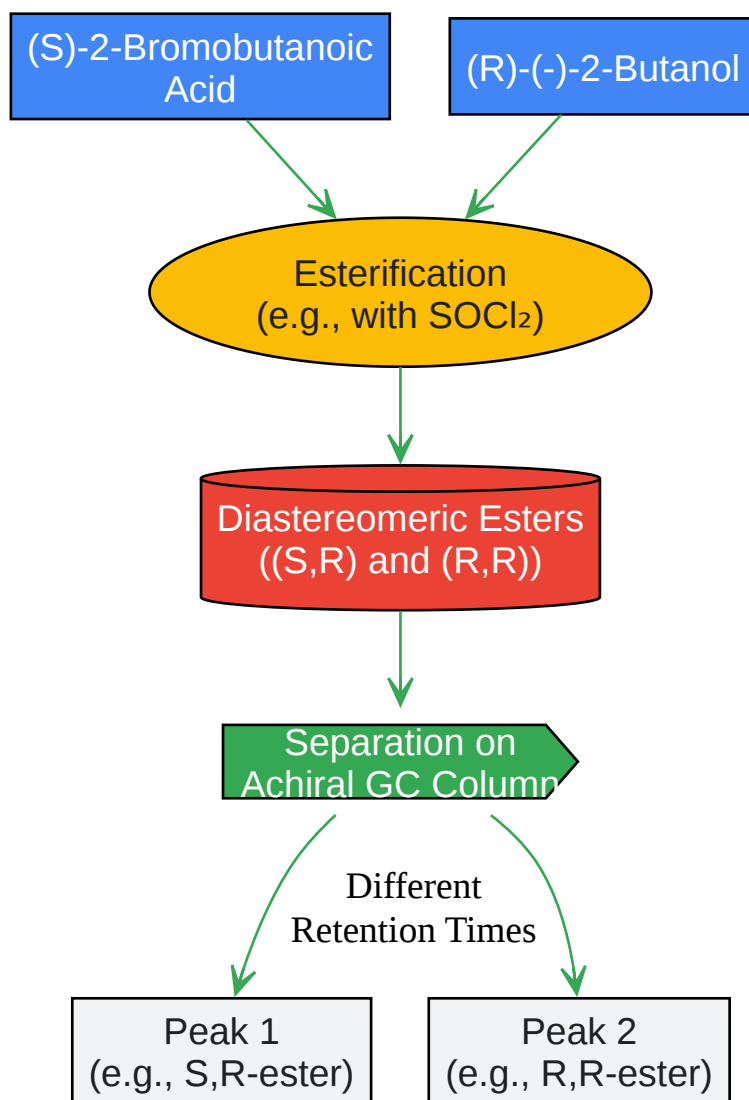 (S)-2-Bromobutanoic
Acid
(R)-(-)-2-Butanol
Esterification
(e.g., with SOCl₂)
Diastereomeric Esters
((S,R) and (R,R))
Separation on
Achiral GC Column
Different
Retention Times
Peak 1
(e.g., S,R-ester)
Peak 2
(e.g., R,R-ester)